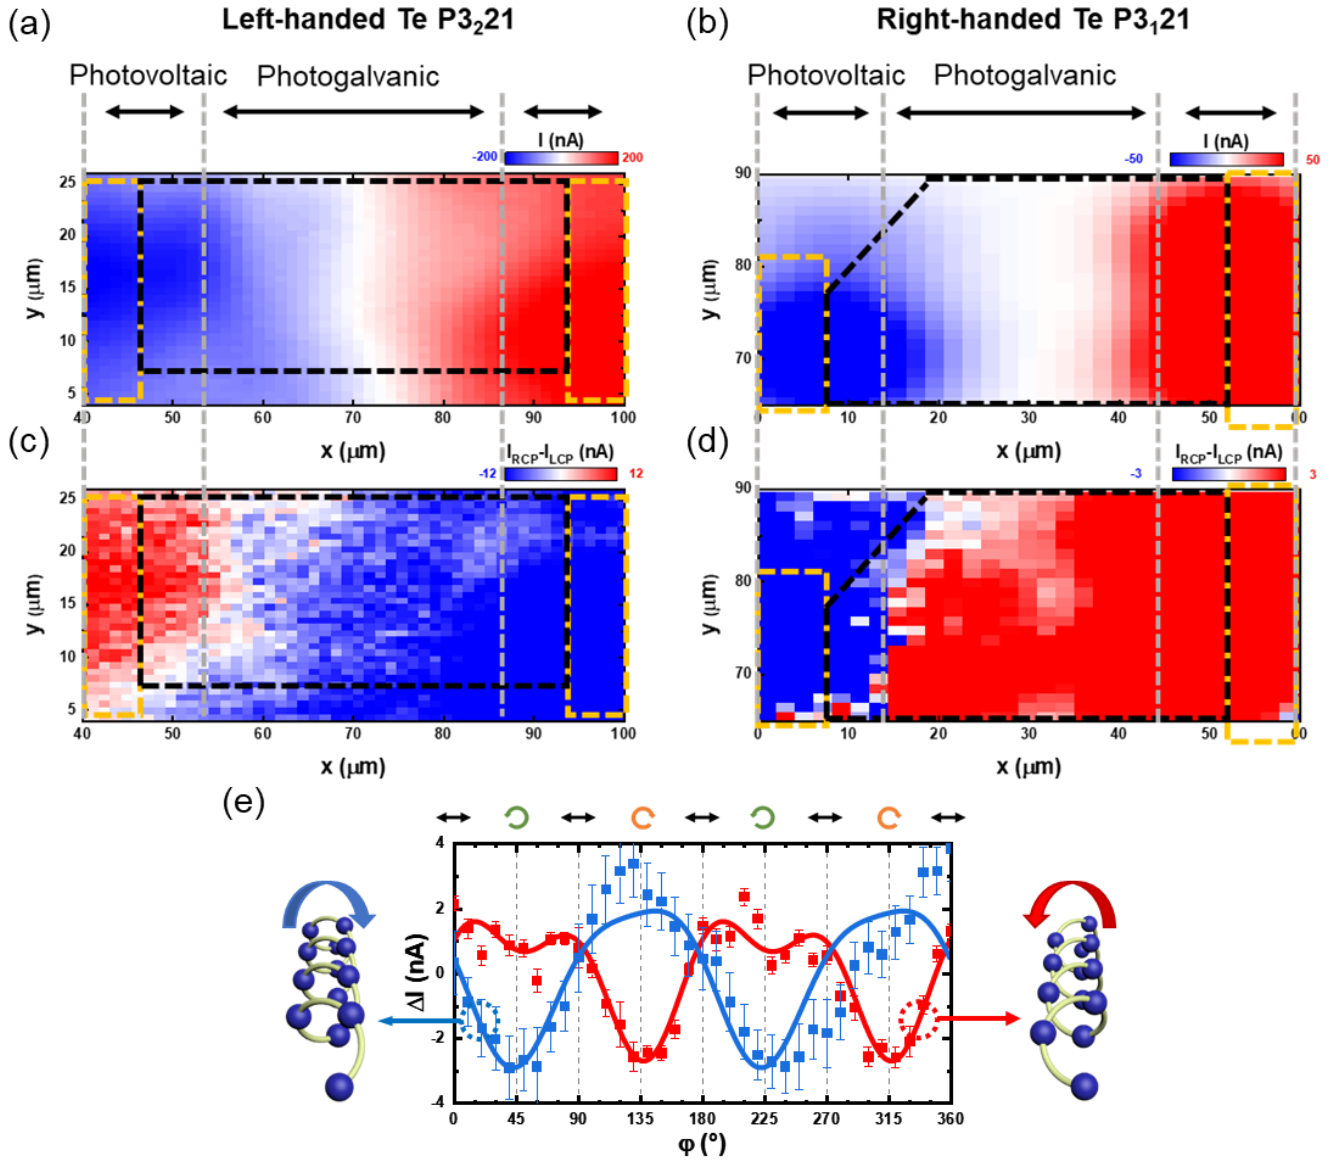 (a) Left-handed Te P3₂21
Photovoltaic Photogalvanic
I (nA)
-200 200
y (μm)
25
20
15
10
5
40 50 60 70 80 90 100
x (μm)
(b) Right-handed Te P3₁21
Photovoltaic Photogalvanic
I (nA)
-50 50
y (μm)
90
80
70
0 10 20 30 40 50 60
x (μm)
(c)
I_RCP-I_LCP (nA)
-12 12
y (μm)
25
20
15
10
5
40 50 60 70 80 90 100
x (μm)
(d)
I_RCP-I_LCP (nA)
-3 3
y (μm)
90
80
70
0 10 20 30 40 50 60
x (μm)
(e)
ΔI (nA)
4
2
0
-2
-4
0 45 90 135 180 225 270 315 360
φ (°)